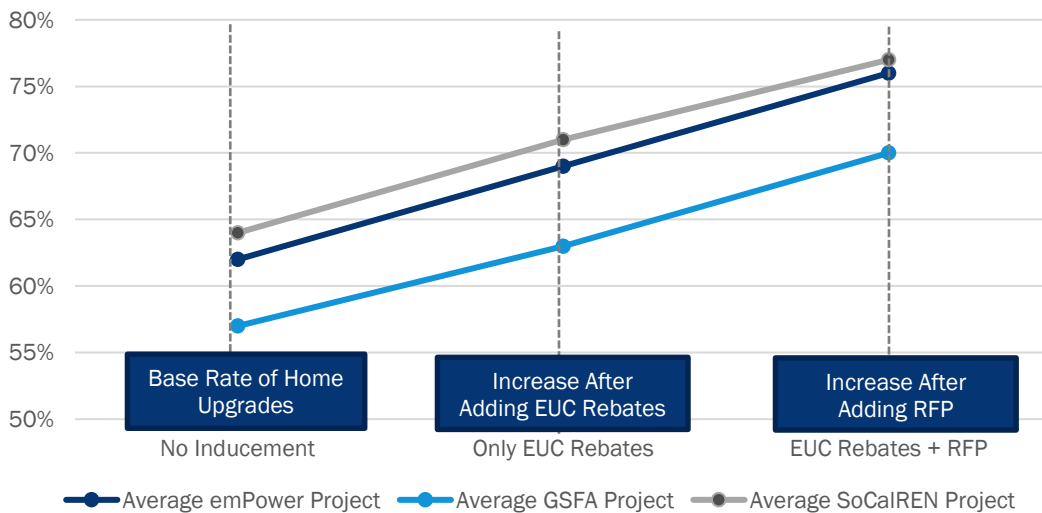 80%
75%
70%
65%
60%
55%
50%
Base Rate of Home
Upgrades
Increase After
Adding EUC Rebates
Increase After
Adding RFP
No Inducement
Only EUC Rebates
EUC Rebates + RFP
Average emPower Project
Average GSFA Project
Average SoCalREN Project